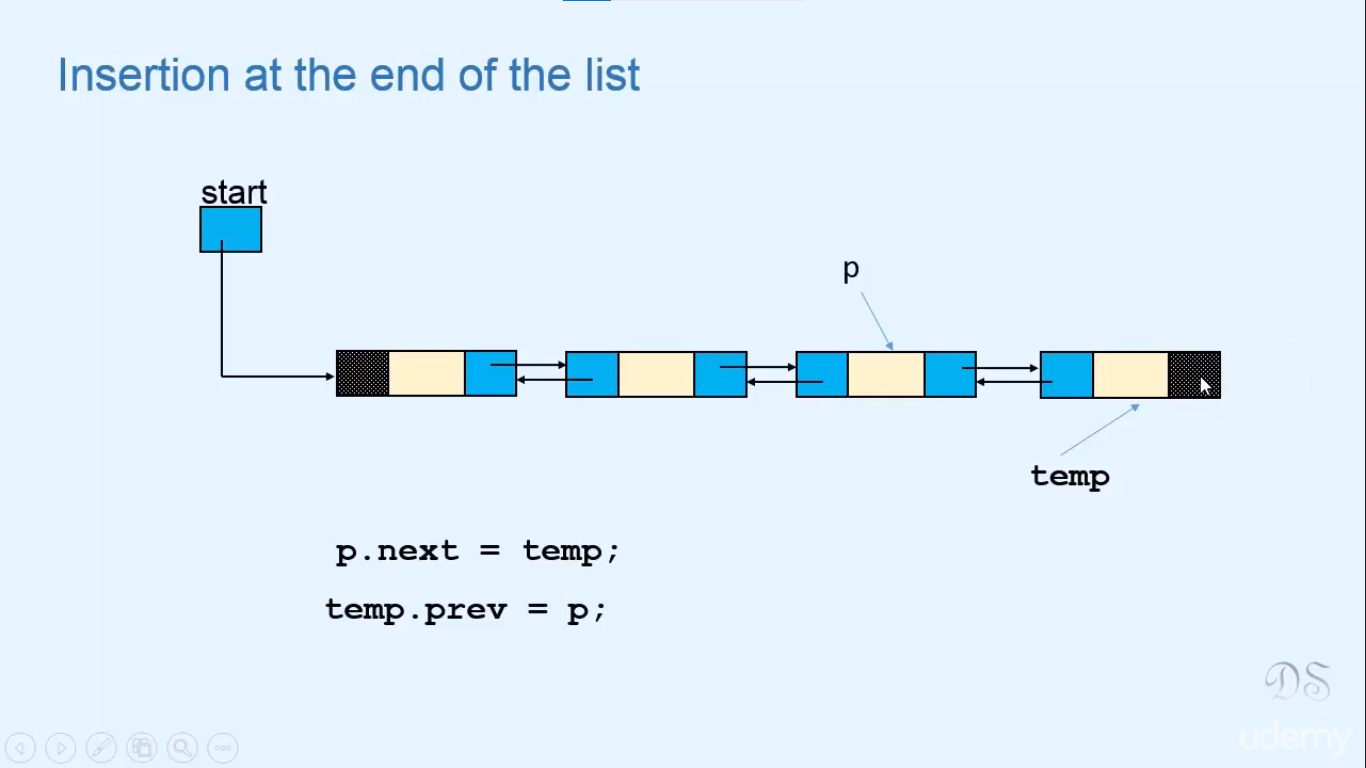 Insertion at the end of the list
start
p
temp
p.next = temp;
temp.prev = p;
DS
udemy